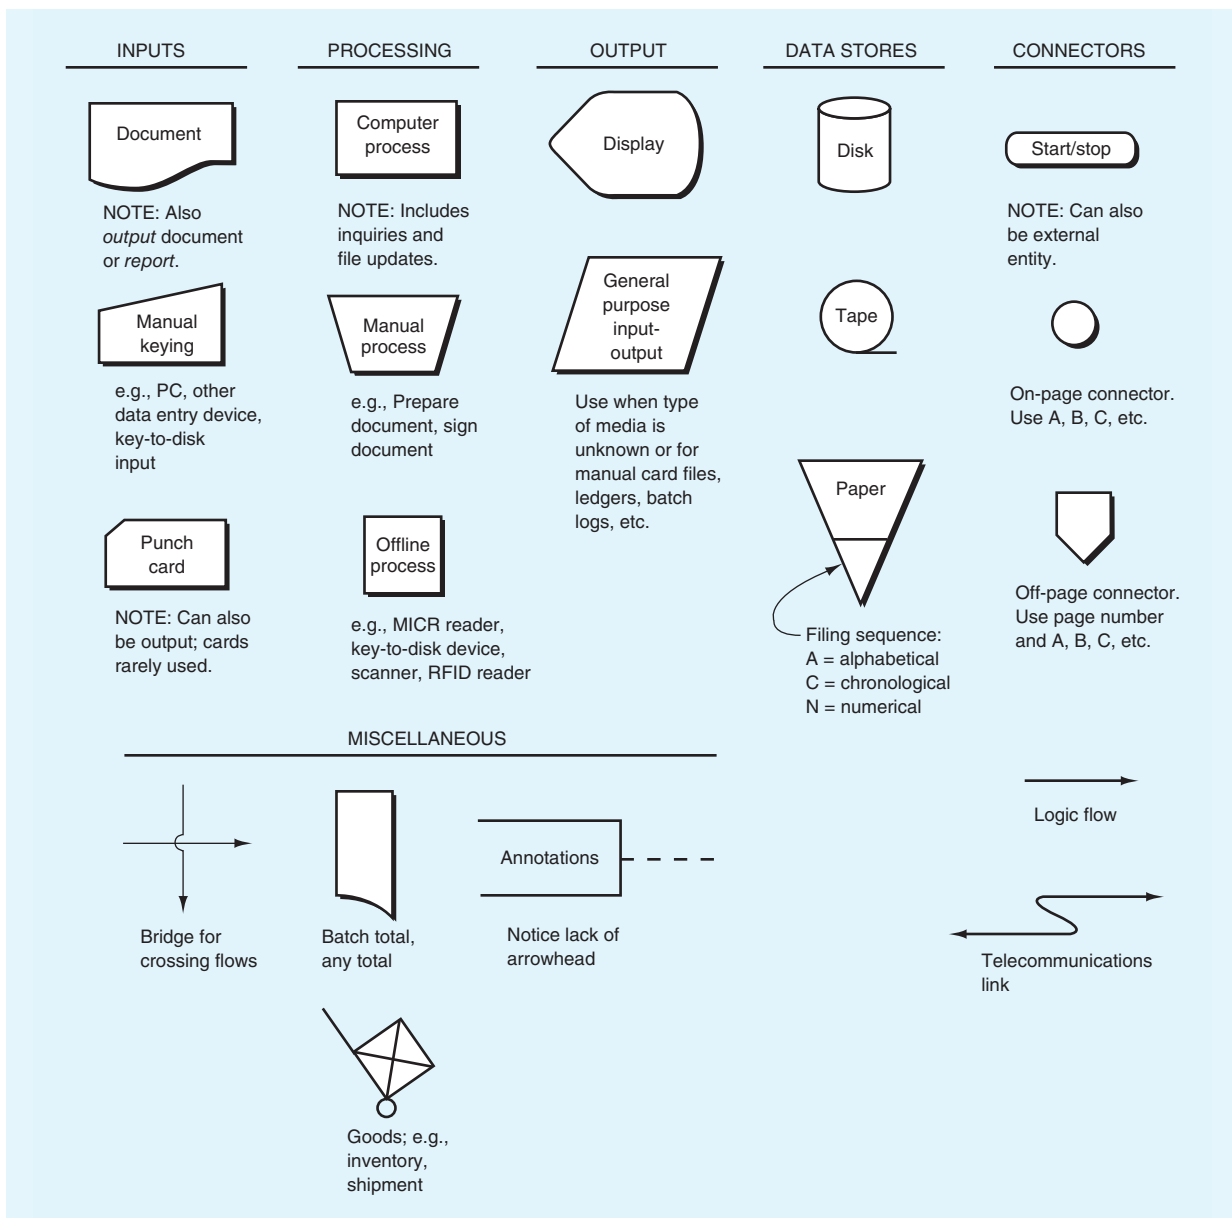 INPUTS
PROCESSING
OUTPUT
DATA STORES
CONNECTORS
Document
NOTE: Also
output document
or report.
Manual
keying
e.g., PC, other
data entry device,
key-to-disk
input
Punch
card
NOTE: Can also
be output; cards
rarely used.
Computer
process
NOTE: Includes
inquiries and
file updates.
Manual
process
e.g., Prepare
document, sign
document
Offline
process
e.g., MICR reader,
key-to-disk device,
scanner, RFID reader
Display
General
purpose
input-
output
Use when type
of media is
unknown or for
manual card files,
ledgers, batch
logs, etc.
Disk
Tape
Paper
Filing sequence:
A = alphabetical
C = chronological
N = numerical
Start/stop
NOTE: Can also
be external
entity.
On-page connector.
Use A, B, C, etc.
Off-page connector.
Use page number
and A, B, C, etc.
Logic flow
Telecommunications
link
MISCELLANEOUS
Bridge for
crossing flows
Batch total,
any total
Annotations
Notice lack of
arrowhead
Goods; e.g.,
inventory,
shipment